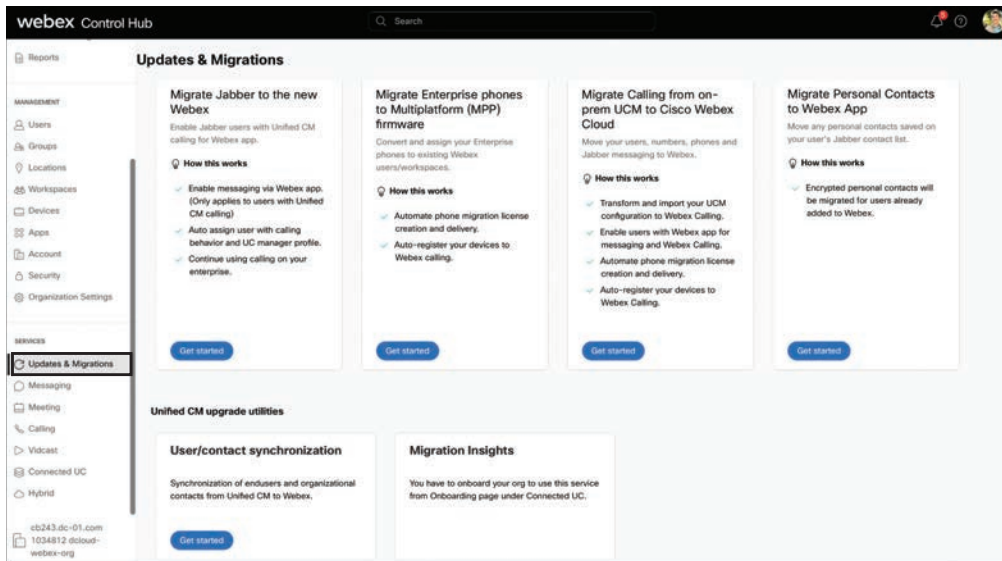 webex Control Hub
Search
Reports
MANAGEMENT
Users
Groups
Locations
Workspaces
Devices
Apps
Account
Security
Organization Settings
SERVICES
Updates & Migrations
Messaging
Meeting
Calling
Vidcast
Connected UC
Hybrid
cb243.dc-01.com
1034812 dcloud-
webex-org
Updates & Migrations
Migrate Jabber to the new
Webex
Enable Jabber users with Unified CM
calling for Webex app.
How this works
Enable messaging via Webex app.
(Only applies to users with Unified
CM calling)
Auto assign user with calling
behavior and UC manager profile.
Continue using calling on your
enterprise.
Get started
Migrate Enterprise phones
to Multiplatform (MPP)
firmware
Convert and assign your Enterprise
phones to existing Webex
users/workspaces.
How this works
Automate phone migration license
creation and delivery.
Auto-register your devices to
Webex calling.
Get started
Migrate Calling from on-
prem UCM to Cisco Webex
Cloud
Move your users, numbers, phones and
Jabber messaging to Webex.
How this works
Transform and import your UCM
configuration to Webex Calling.
Enable users with Webex app for
messaging and Webex Calling.
Automate phone migration license
creation and delivery.
Auto-register your devices to
Webex Calling.
Get started
Migrate Personal Contacts
to Webex App
Move any personal contacts saved on
your user's Jabber contact list.
How this works
Encrypted personal contacts will
be migrated for users already
added to Webex.
Get started
Unified CM upgrade utilities
User/contact synchronization
Synchronization of endusers and organizational
contacts from Unified CM to Webex.
Get started
Migration Insights
You have to onboard your org to use this service
from Onboarding page under Connected UC.